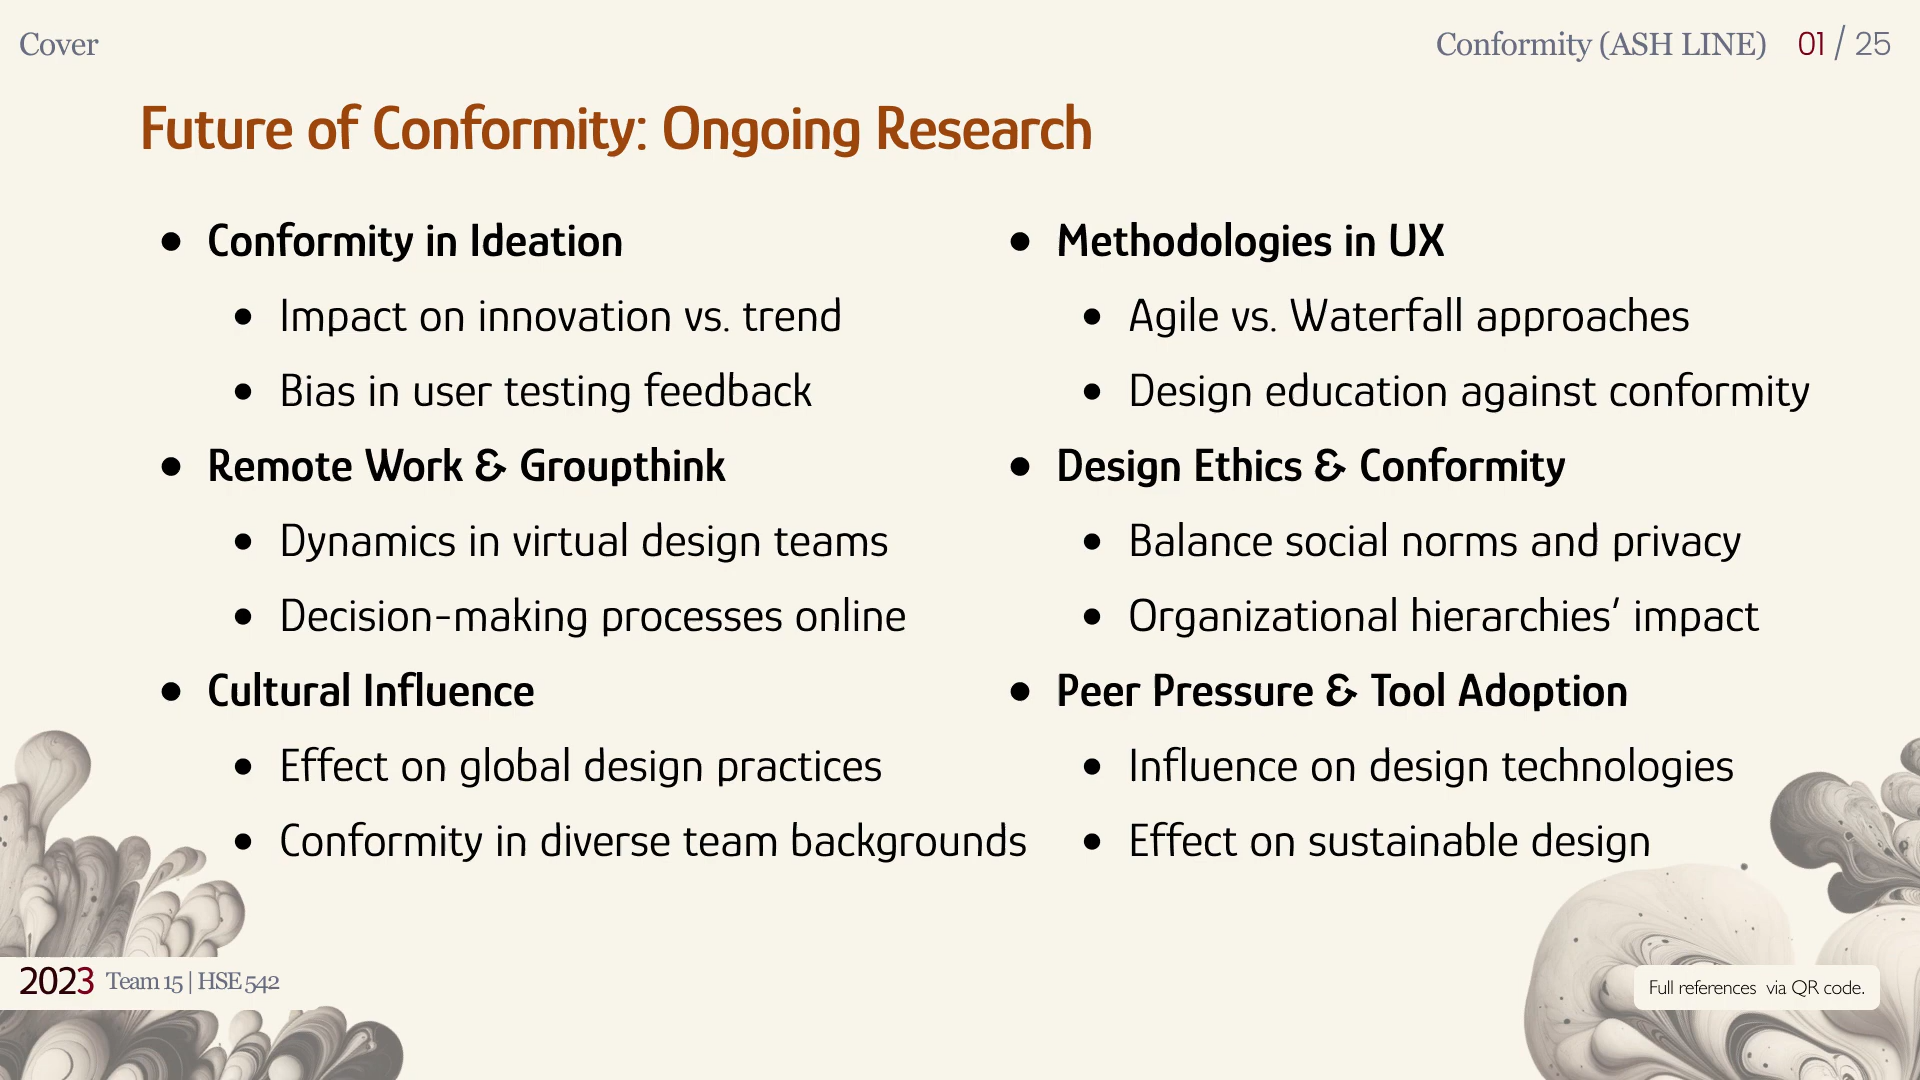 Cover
Conformity (ASH LINE) 01 / 25
Future of Conformity: Ongoing Research
• Conformity in Ideation
• Impact on innovation vs. trend
• Bias in user testing feedback
• Remote Work & Groupthink
• Dynamics in virtual design teams
• Decision-making processes online
• Cultural Influence
• Effect on global design practices
• Conformity in diverse team backgrounds
• Methodologies in UX
• Agile vs. Waterfall approaches
• Design education against conformity
• Design Ethics & Conformity
• Balance social norms and privacy
• Organizational hierarchies’ impact
• Peer Pressure & Tool Adoption
• Influence on design technologies
• Effect on sustainable design
2023 Team 15 | HSE 542
Full references via QR code.